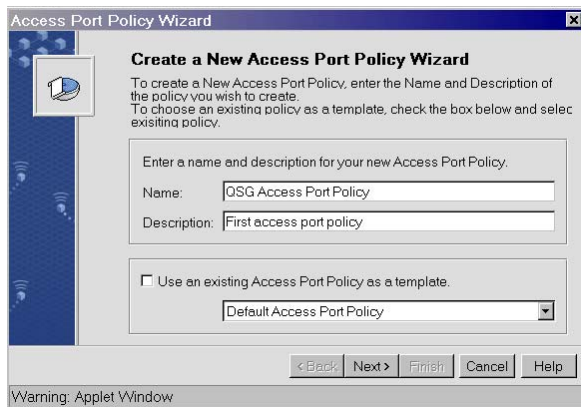 Access Port Policy Wizard
Create a New Access Port Policy Wizard
To create a New Access Port Policy, enter the Name and Description of
the policy you wish to create.
To choose an existing policy as a template, check the box below and selec
exisiting policy.
Enter a name and description for your new Access Port Policy.
Name: QSG Access Port Policy
Description: First access port policy
Use an existing Access Port Policy as a template.
Default Access Port Policy
< Back Next > Finish Cancel Help
Warning: Applet Window